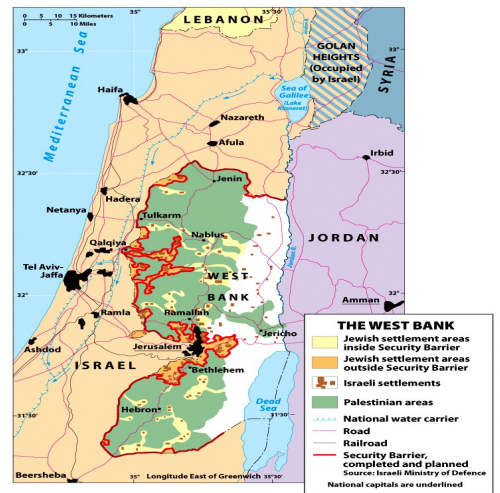 0 5 10 15 Kilometers
0 5 10 Miles
35°
35°30'
LEBANON
33°
33°
GOLAN
HEIGHTS
(Occupied
by Israel)
SYRIA
Mediterranean Sea
Haifa
Sea of
Galilee
(Lake
Kinneret)
Nazareth
Afula
Irbid
32°30'
32°30'
Jenin
Hadera
Netanya
Tulkarm
Nablus
Qalqiya
JORDAN
Tel Aviv-
Jaffa
WEST
BANK
32°
32°
Amman
Ramla
Ramallah
Jericho
Ashdod
Jerusalem
ISRAEL
Bethlehem
Dead
Sea
31°30'
31°30'
Hebron
Beersheba
35°
Longitude East of Greenwich
35°30'
THE WEST BANK
Jewish settlement areas
inside Security Barrier
Jewish settlement areas
outside Security Barrier
Israeli settlements
Palestinian areas
National water carrier
Road
Railroad
Security Barrier,
completed and planned
Source: Israeli Ministry of Defence
National capitals are underlined